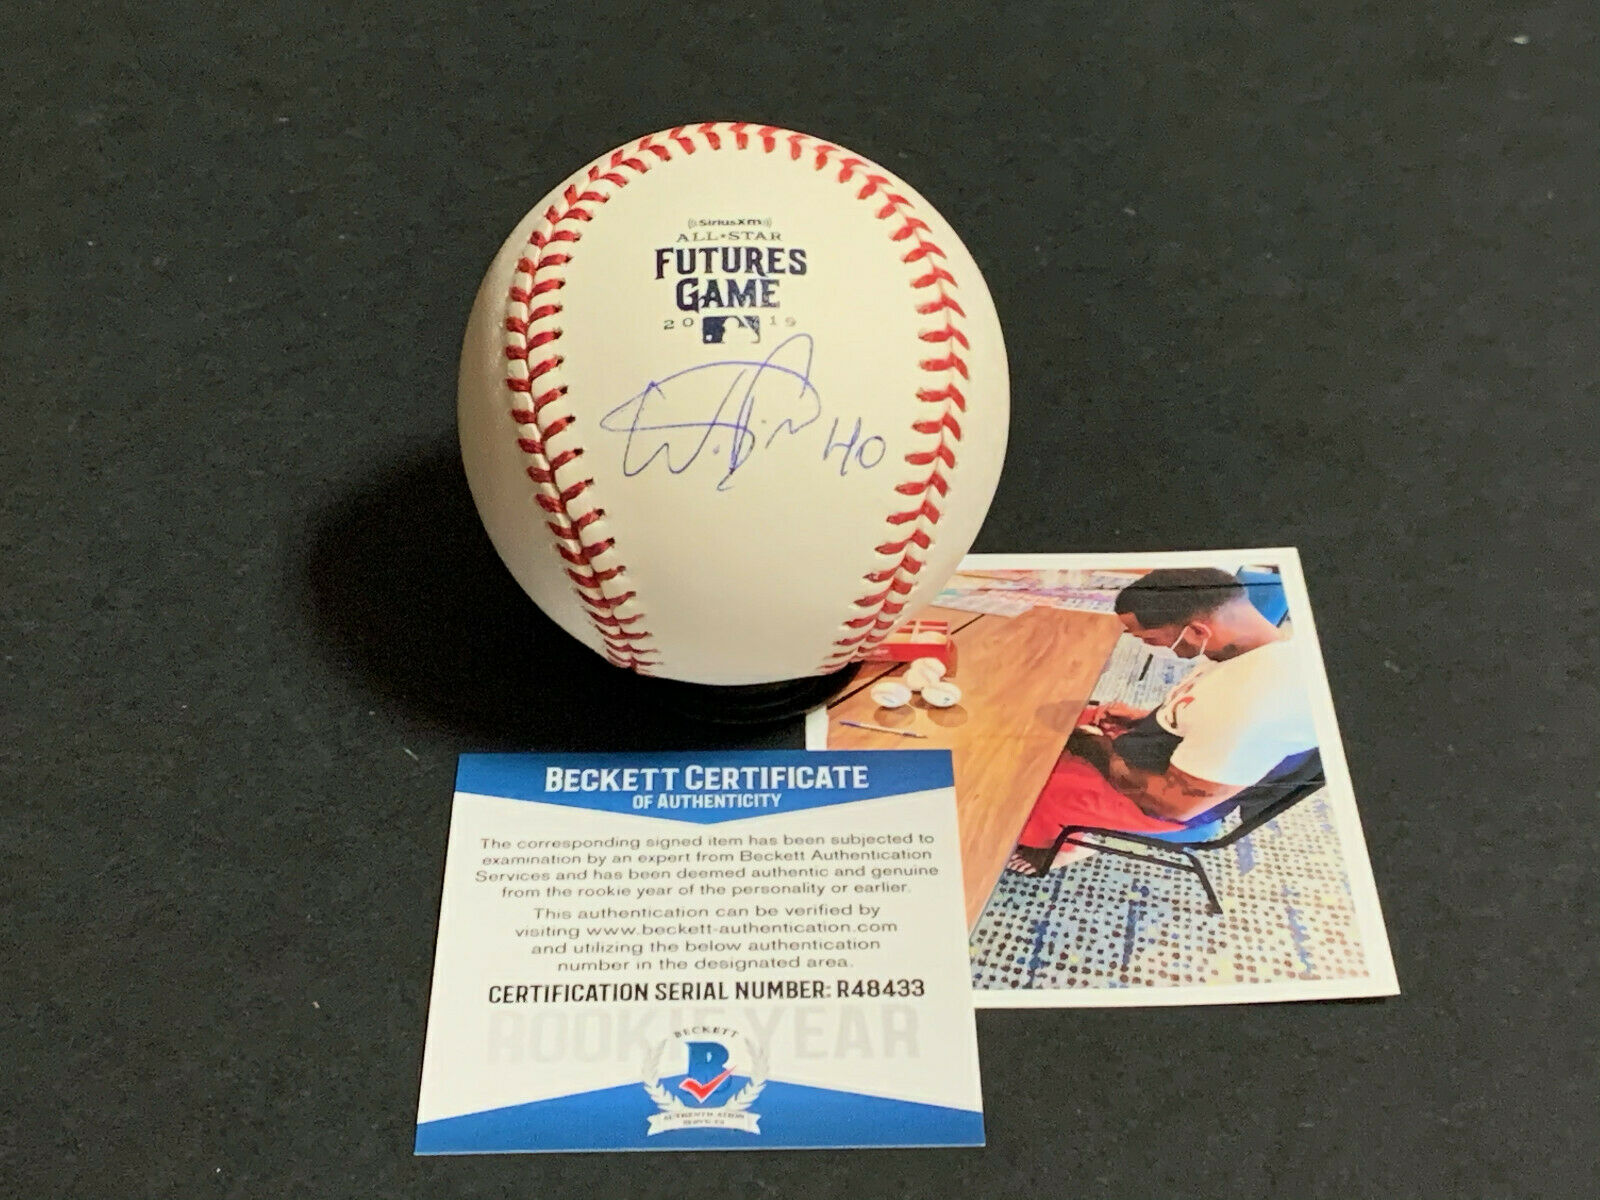 SiriusXM
ALL★STAR
FUTURES
GAME
20 19
40
BECKETT CERTIFICATE
OF AUTHENTICITY
The corresponding signed item has been subjected to
examination by an expert from Beckett Authentication
Services and has been deemed authentic and genuine
from the rookie year of the personality or earlier.
This authentication can be verified by
visiting www.beckett-authentication.com
and utilizing the below authentication
number in the designated area.
CERTIFICATION SERIAL NUMBER: R48433
ROOKIE YEAR
BECKETT
B
AUTHENTICATION
SERVICES